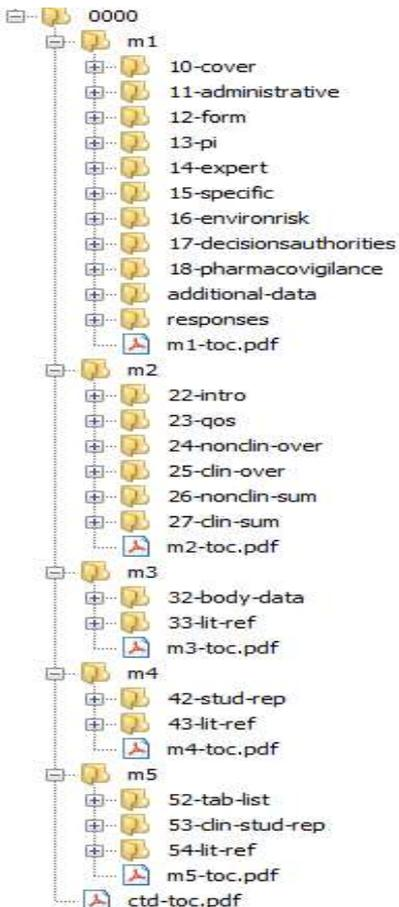 0000
m1
10-cover
11-administrative
12-form
13-pi
14-expert
15-specific
16-environrisk
17-decisionsauthorities
18-pharmacovigilance
additional-data
responses
m1-toc.pdf
m2
22-intro
23-qos
24-nonclin-over
25-clin-over
26-nonclin-sum
27-clin-sum
m2-toc.pdf
m3
32-body-data
33-lit-ref
m3-toc.pdf
m4
42-stud-rep
43-lit-ref
m4-toc.pdf
m5
52-tab-list
53-clin-stud-rep
54-lit-ref
m5-toc.pdf
ctd-toc.pdf